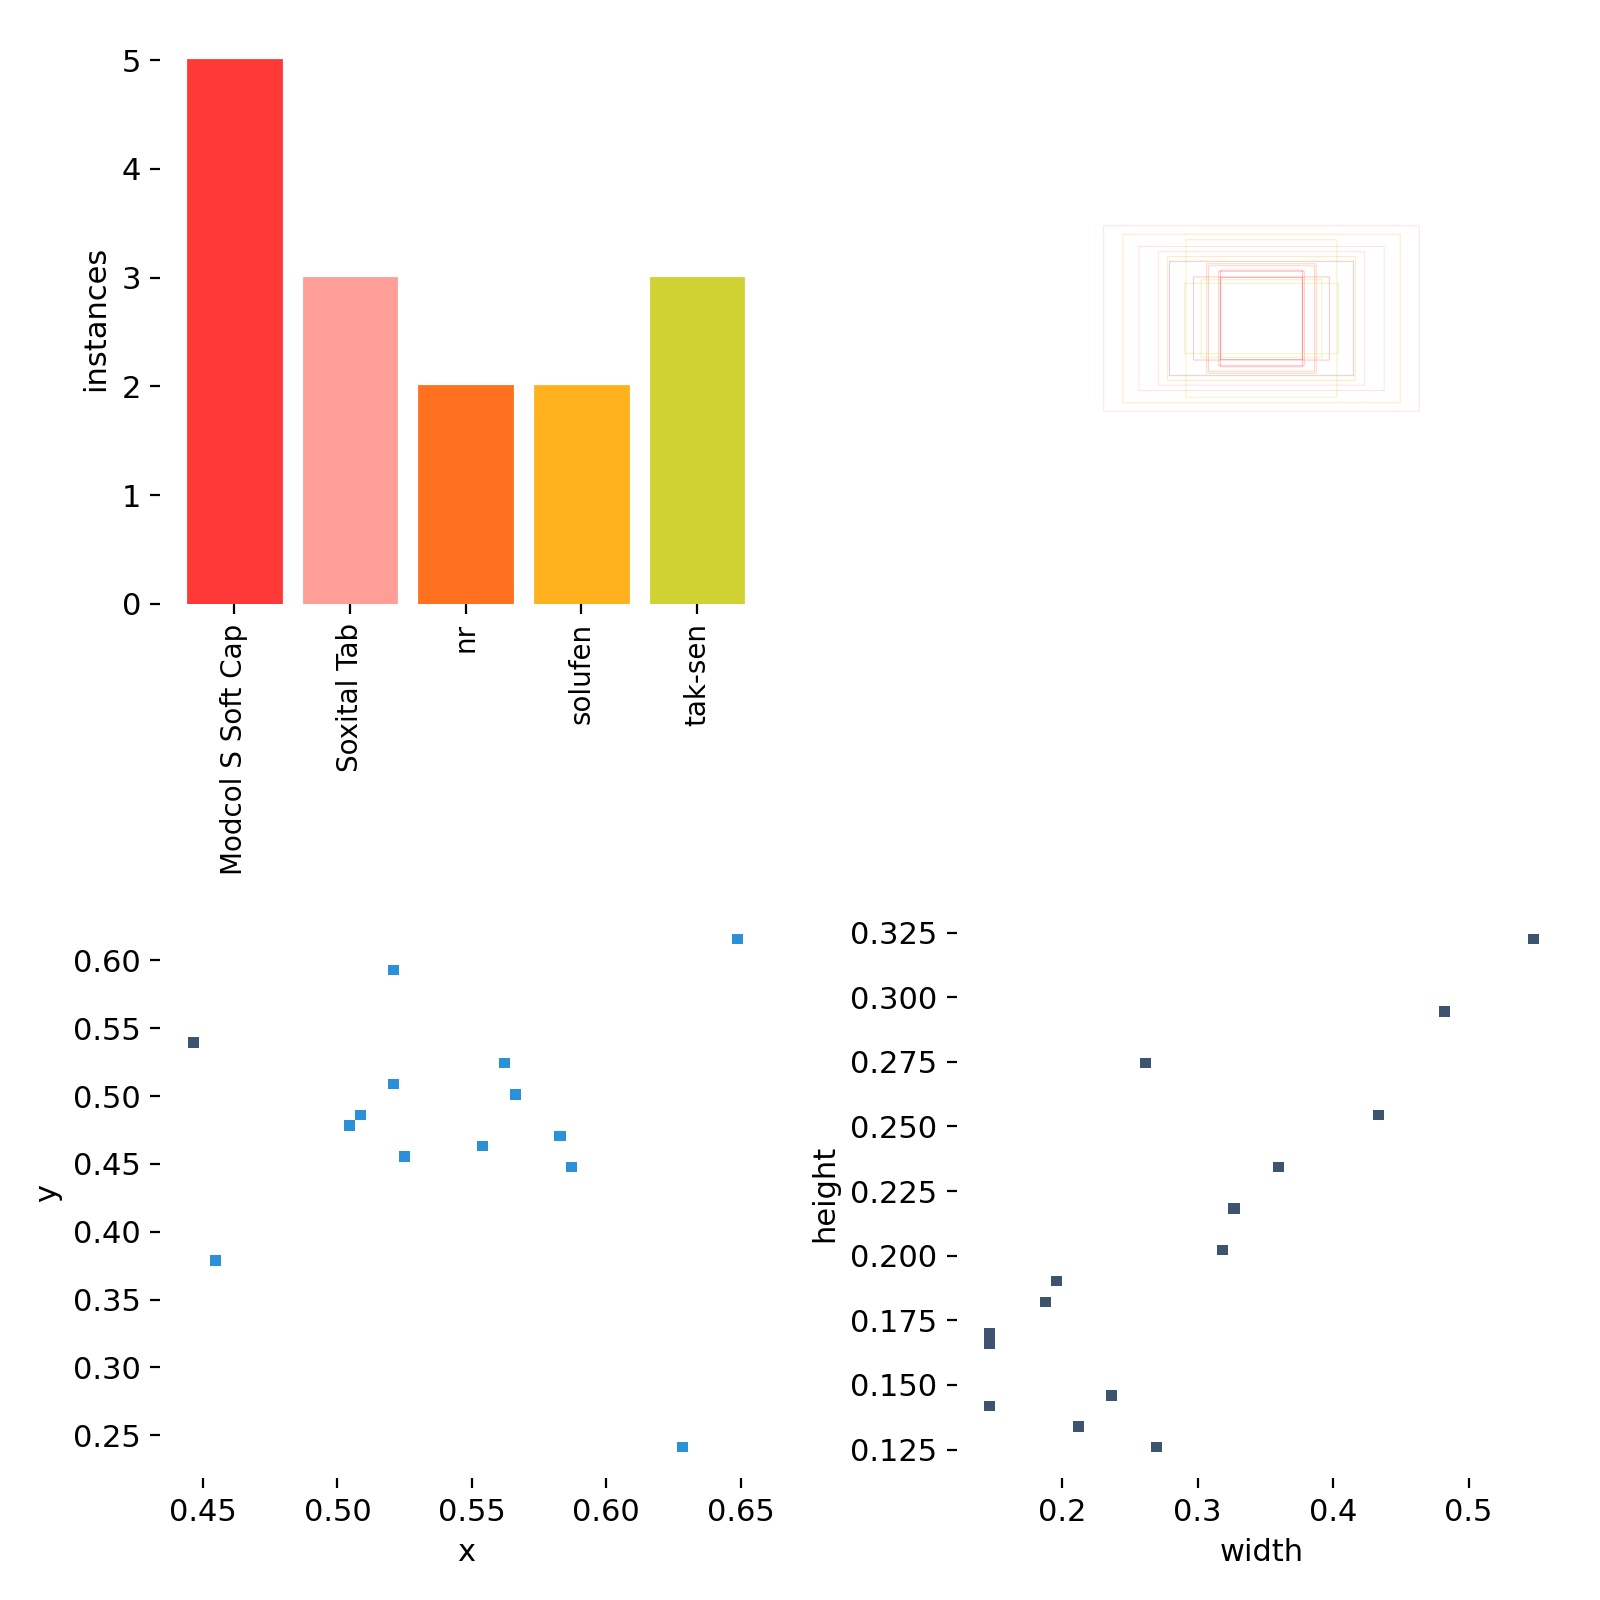 instances
5
4
3
2
1
0
Modcol S Soft Cap
Soxital Tab
nr
solufen
tak-sen
y
0.60
0.55
0.50
0.45
0.40
0.35
0.30
0.25
0.45 0.50 0.55 0.60 0.65
x
height
0.325
0.300
0.275
0.250
0.225
0.200
0.175
0.150
0.125
0.2 0.3 0.4 0.5
width